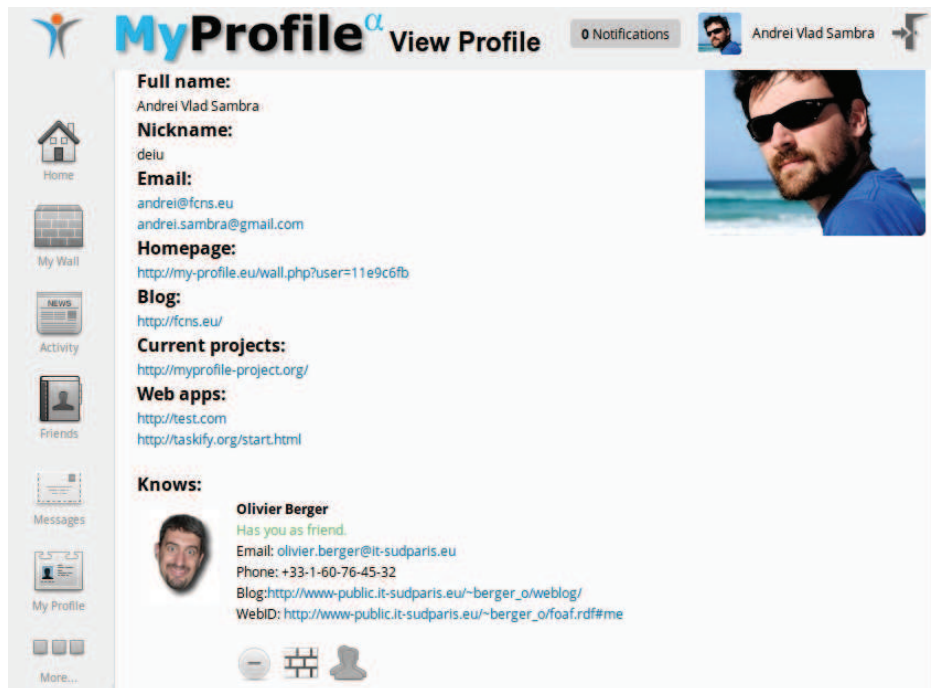 MyProfile α View Profile
0 Notifications
Andrei Vlad Sambra
Full name:
Andrei Vlad Sambra
Nickname:
deiu
Email:
andrei@fcns.eu
andrei.sambra@gmail.com
Homepage:
http://my-profile.eu/wall.php?user=11e9c6fb
Blog:
http://fcns.eu/
Current projects:
http://myprofile-project.org/
Web apps:
http://test.com
http://taskify.org/start.html
Knows:
Olivier Berger
Has you as friend.
Email: olivier.berger@it-sudparis.eu
Phone: +33-1-60-76-45-32
Blog:http://www-public.it-sudparis.eu/~berger_o/weblog/
WebID: http://www-public.it-sudparis.eu/~berger_o/foaf.rdf#me
Home
My Wall
NEWS
Activity
Friends
Messages
My Profile
More...